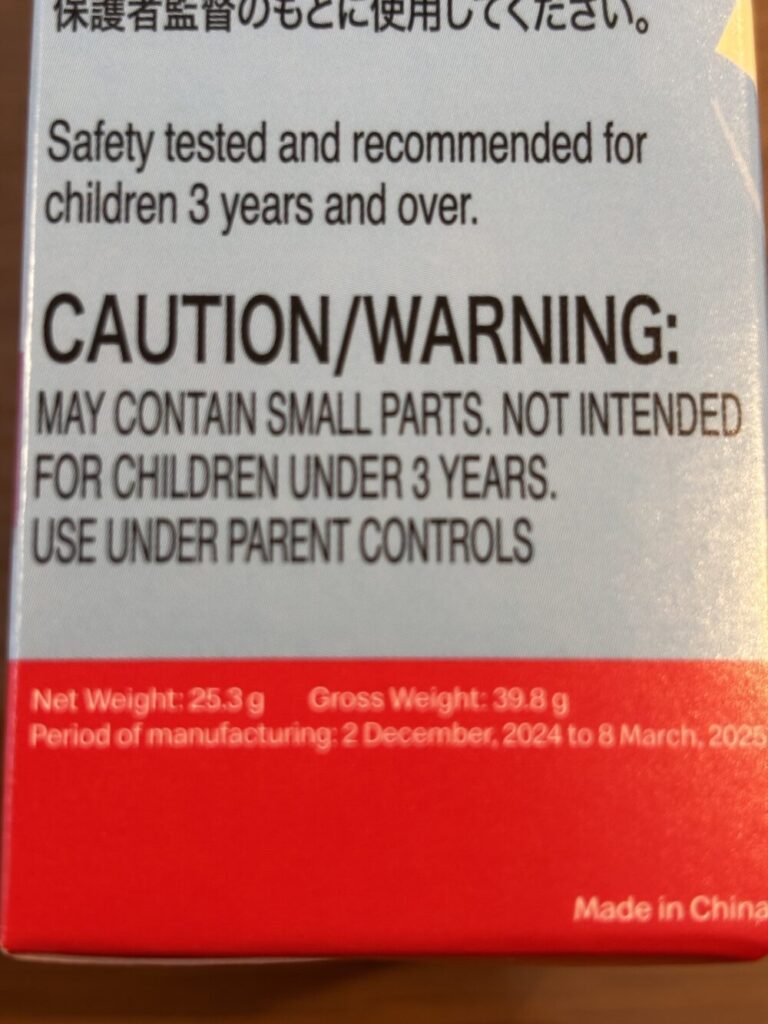 保護者監督のもとに使用してください。
Safety tested and recommended for
children 3 years and over.
CAUTION/WARNING:
MAY CONTAIN SMALL PARTS. NOT INTENDED
FOR CHILDREN UNDER 3 YEARS.
USE UNDER PARENT CONTROLS
Net Weight: 25.3 g Gross Weight: 39.8 g
Period of manufacturing: 2 December, 2024 to 8 March, 2025
Made in China